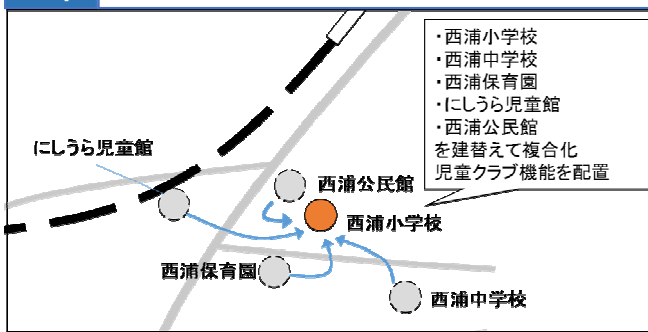 ・西浦小学校
・西浦中学校
・西浦保育園
・にしうら児童館
・西浦公民館
を建替えて複合化
児童クラブ機能を配置
にしうら児童館
西浦公民館
西浦小学校
西浦保育園
西浦中学校